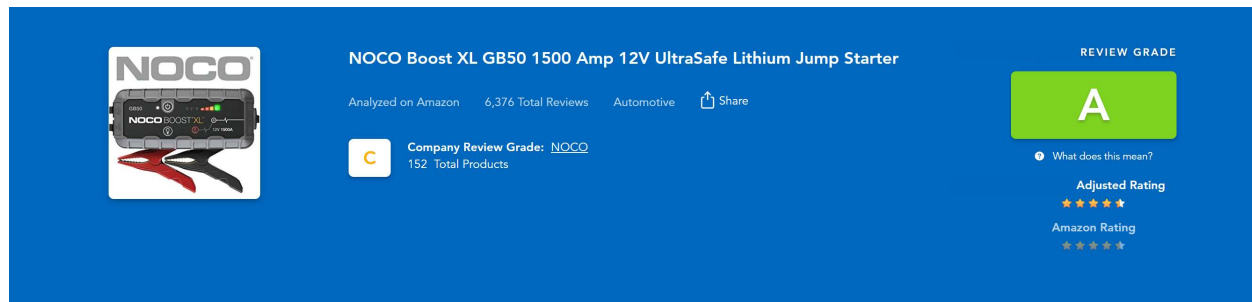 NOCO
GB50
NOCO BOOST XL
12V 1500A
NOCO Boost XL GB50 1500 Amp 12V UltraSafe Lithium Jump Starter
Analyzed on Amazon 6,376 Total Reviews Automotive Share
C
Company Review Grade: NOCO
152 Total Products
REVIEW GRADE
A
? What does this mean?
Adjusted Rating
Amazon Rating